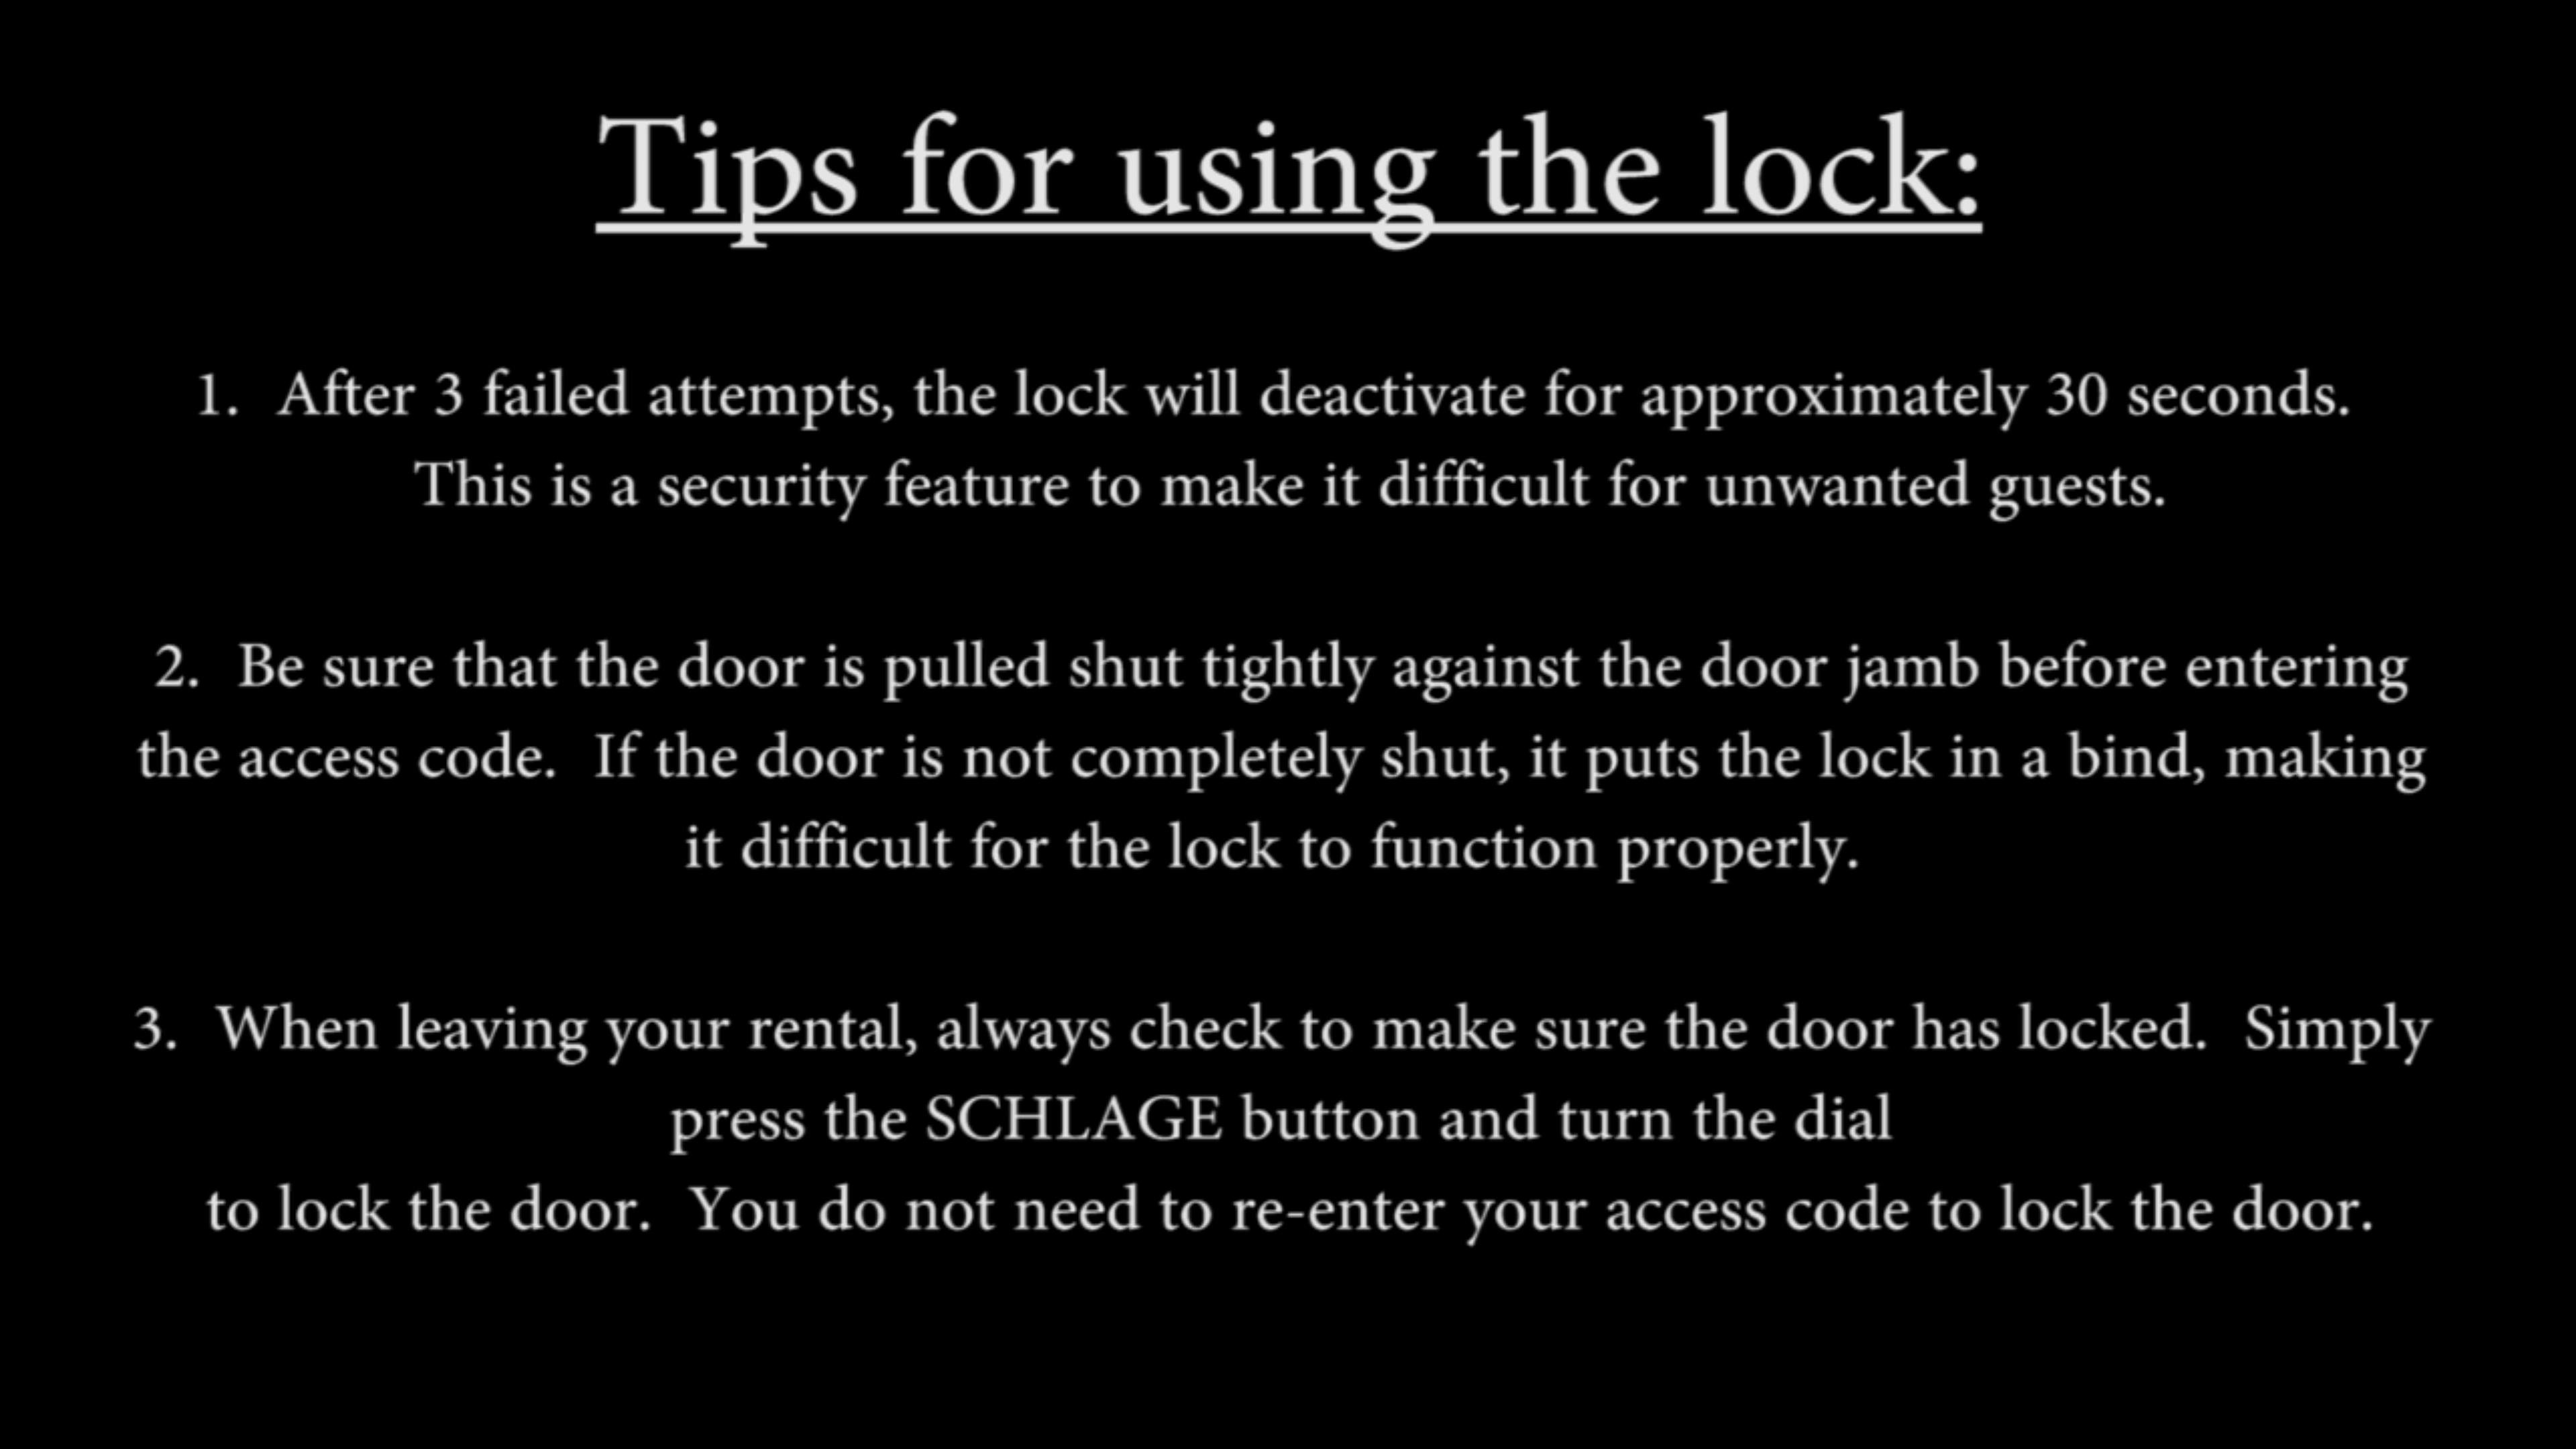 Tips for using the lock:
1.  After 3 failed attempts, the lock will deactivate for approximately 30 seconds.
This is a security feature to make it difficult for unwanted guests.
2.  Be sure that the door is pulled shut tightly against the door jamb before entering
the access code.  If the door is not completely shut, it puts the lock in a bind, making
it difficult for the lock to function properly.
3.  When leaving your rental, always check to make sure the door has locked.  Simply
press the SCHLAGE button and turn the dial
to lock the door.  You do not need to re-enter your access code to lock the door.